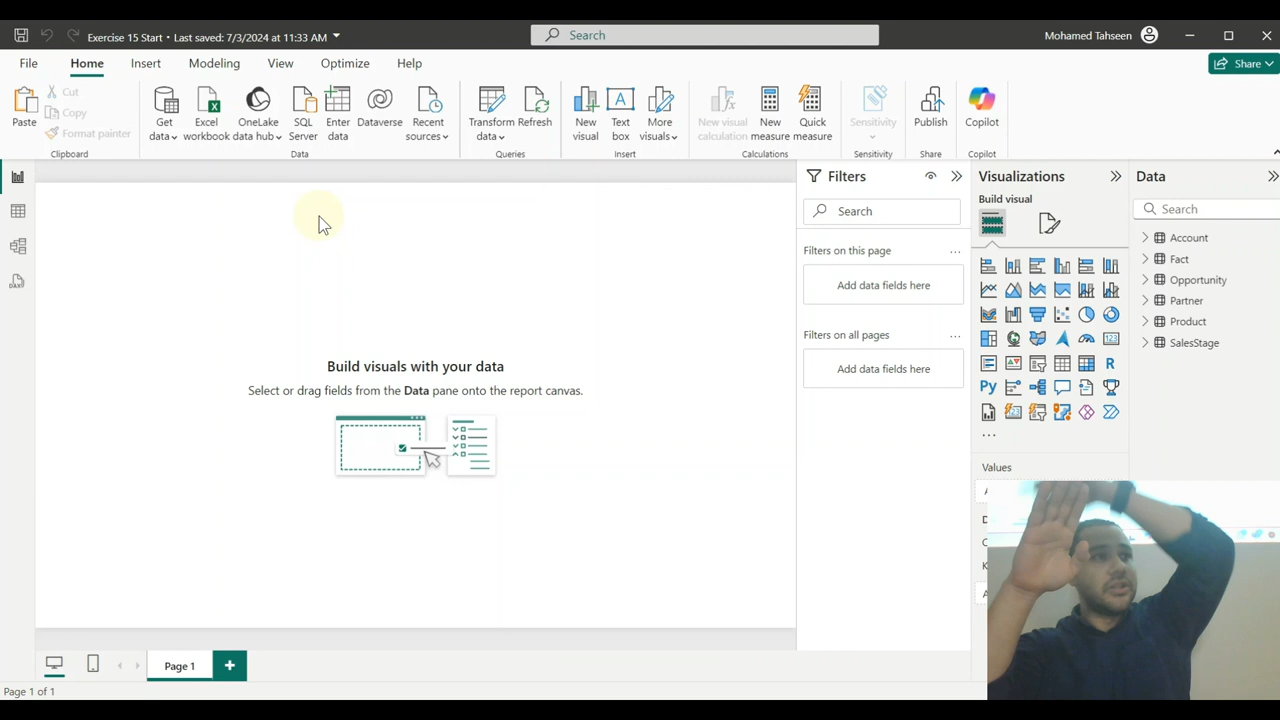 Exercise 15 Start • Last saved: 7/3/2024 at 11:33 AM
Search
Mohamed Tahseen
File Home Insert Modeling View Optimize Help
Share
Paste
Cut
Copy
Format painter
Clipboard
Get data
Excel workbook
OneLake data hub
SQL Server
Enter data
Dataverse
Recent sources
Data
Transform data
Refresh
Queries
New visual
Text box
More visuals
Insert
New visual calculation
New measure
Quick measure
Calculations
Sensitivity
Sensitivity
Publish
Share
Copilot
Copilot
Build visuals with your data
Select or drag fields from the Data pane onto the report canvas.
Filters
Search
Filters on this page
Add data fields here
Filters on all pages
Add data fields here
Visualizations
Build visual
R
Py
123
Values
Data
Search
Account
Fact
Opportunity
Partner
Product
SalesStage
Page 1
Page 1 of 1